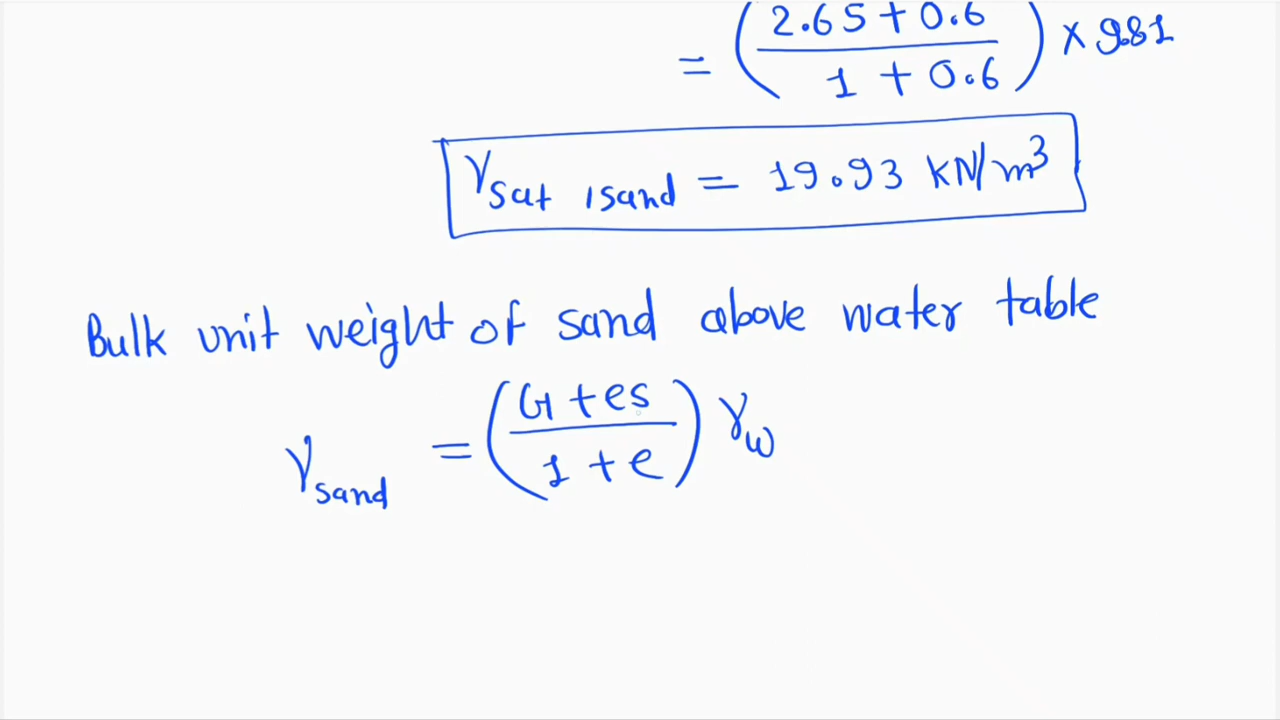 = (2.65 + 0.6 / 1 + 0.6) × 9.81
γsat, sand = 19.93 kN/m³
Bulk unit weight of sand above water table
γsand = (G + es / 1 + e) γw